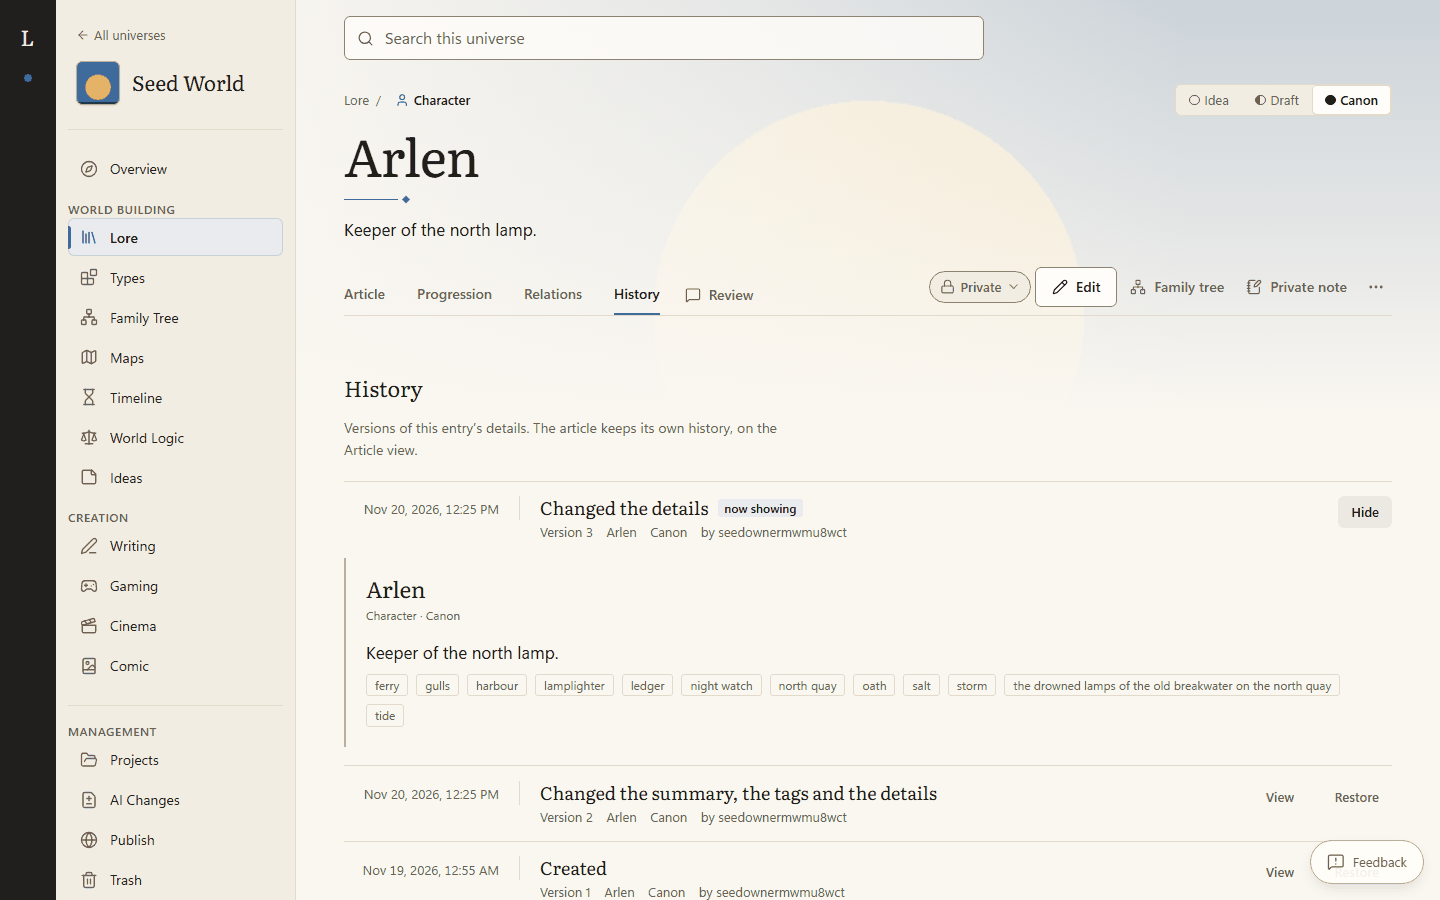 L
All universes
Seed World
Overview
WORLD BUILDING
Lore
Types
Family Tree
Maps
Timeline
World Logic
Ideas
CREATION
Writing
Gaming
Cinema
Comic
MANAGEMENT
Projects
AI Changes
Publish
Trash
Search this universe
Lore / Character
Idea Draft Canon
Arlen
Keeper of the north lamp.
Article Progression Relations History Review
Private Edit Family tree Private note
History
Versions of this entry’s details. The article keeps its own history, on the
Article view.
Nov 20, 2026, 12:25 PM Changed the details now showing Hide
Version 3 Arlen Canon by seedownermwmu8wct
Arlen
Character · Canon
Keeper of the north lamp.
ferry gulls harbour lamplighter ledger night watch north quay oath salt storm the drowned lamps of the old breakwater on the north quay
tide
Nov 20, 2026, 12:25 PM Changed the summary, the tags and the details View Restore
Version 2 Arlen Canon by seedownermwmu8wct
Nov 19, 2026, 12:55 AM Created View
Version 1 Arlen Canon by seedownermwmu8wct
Feedback